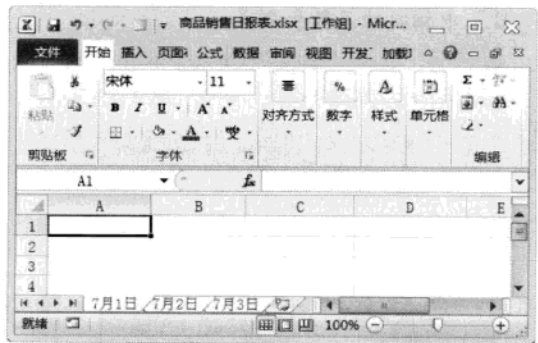 商品销售日报表.xlsx [工作组] - Micr...
文件 开始 插入 页面 公式 数据 审阅 视图 开发 加载
粘贴 宋体 11 % A Σ
B I U A A 对齐方式 数字 样式 单元格
A 变
剪贴板 字体 编辑
A1 fx
A B C D E
1
2
3
4
7月1日 7月2日 7月3日
就绪 100%